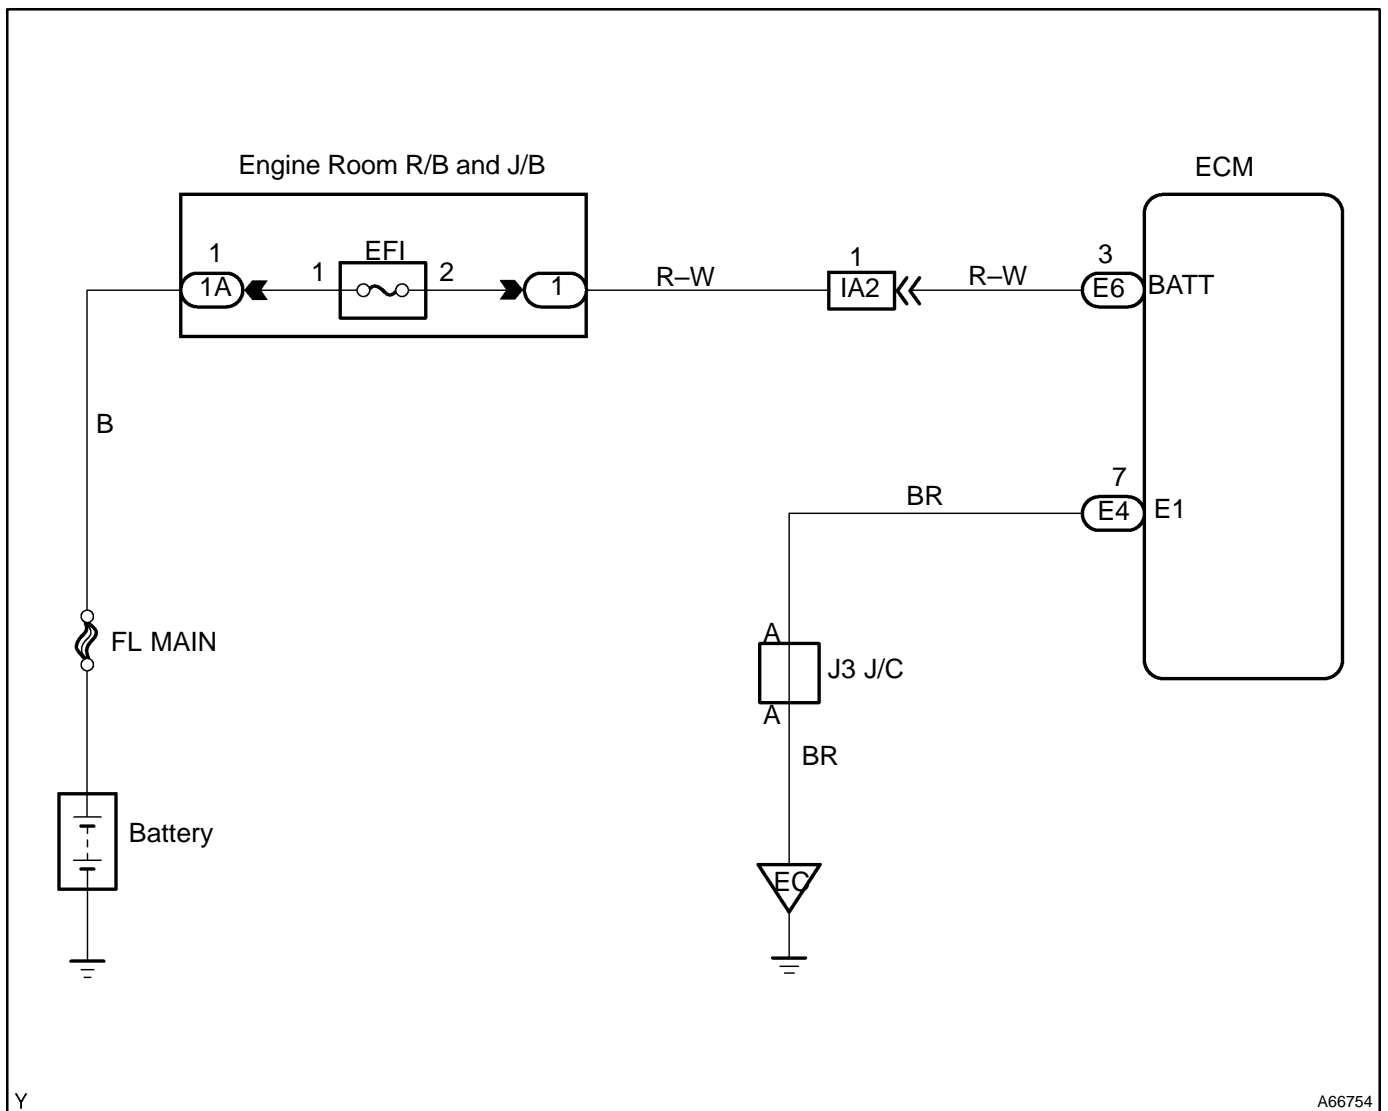 Engine Room R/B and J/B
ECM
1
EFI
1A
1
2
1
R–W
1
IA2
R–W
3
E6
BATT
B
7
BR
E4
E1
FL MAIN
A
J3 J/C
A
BR
Battery
EC
Y
A66754